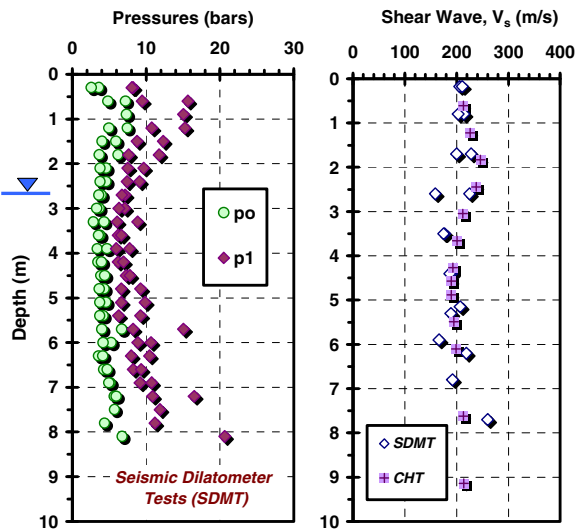 Pressures (bars)
0 10 20 30
0
1
2
3
4
5
6
7
8
9
10
Depth (m)
po
p1
Seismic Dilatometer
Tests (SDMT)
Shear Wave, Vs (m/s)
0 100 200 300 400
0
1
2
3
4
5
6
7
8
9
10
SDMT
CHT